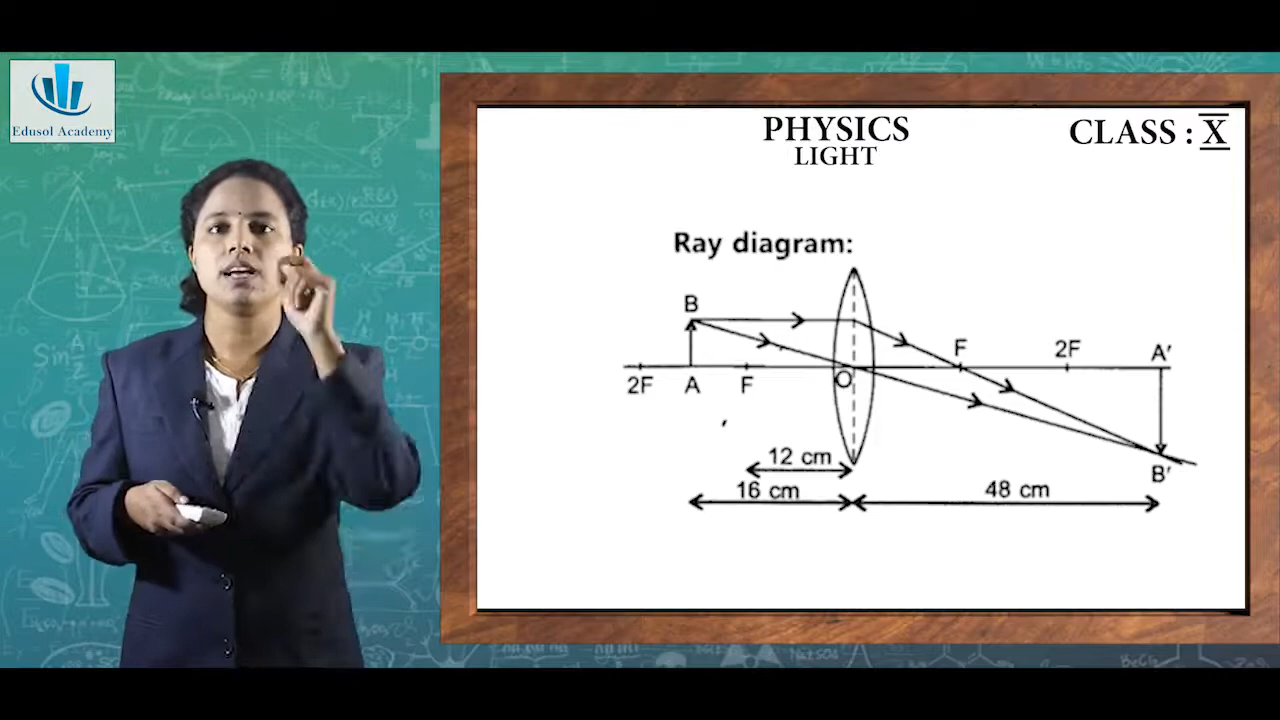 Edusol Academy
PHYSICS
LIGHT
CLASS : X
Ray diagram:
B
F 2F A'
2F A F O
B'
12 cm
16 cm 48 cm